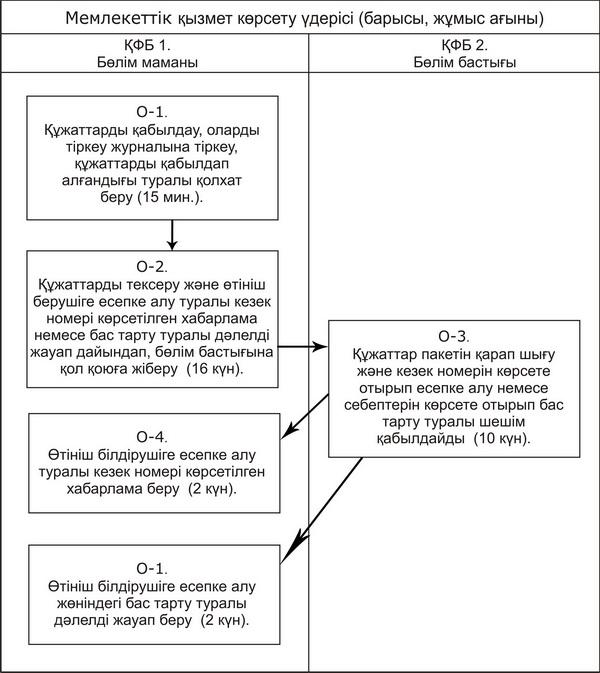 Мемлекеттік қызмет көрсету үдерісі (барысы, жұмыс ағыны)
ҚФБ 1.
Бөлім маманы
ҚФБ 2.
Бөлім бастығы
О-1.
Құжаттарды қабылдау, оларды
тіркеу журналына тіркеу,
құжаттарды қабылдап
алғандығы туралы қолхат
беру (15 мин.).
О-2.
Құжаттарды тексеру және өтініш
берушіге есепке алу туралы кезек
номері көрсетілген хабарлама
немесе бас тарту туралы дәлелді
жауап дайындап, бөлім бастығына
қол қоюға жіберу (16 күн).
О-3.
Құжаттар пакетін қарап шығу
және кезек номерін көрсете
отырып есепке алу немесе
себептерін көрсете отырып бас
тарту туралы шешім
қабылдайды (10 күн).
О-4.
Өтініш білдірушіге есепке алу
туралы кезек номері көрсетілген
хабарлама беру (2 күн).
О-1.
Өтініш білдірушіге есепке алу
жөніндегі бас тарту туралы
дәлелді жауап беру (2 күн).